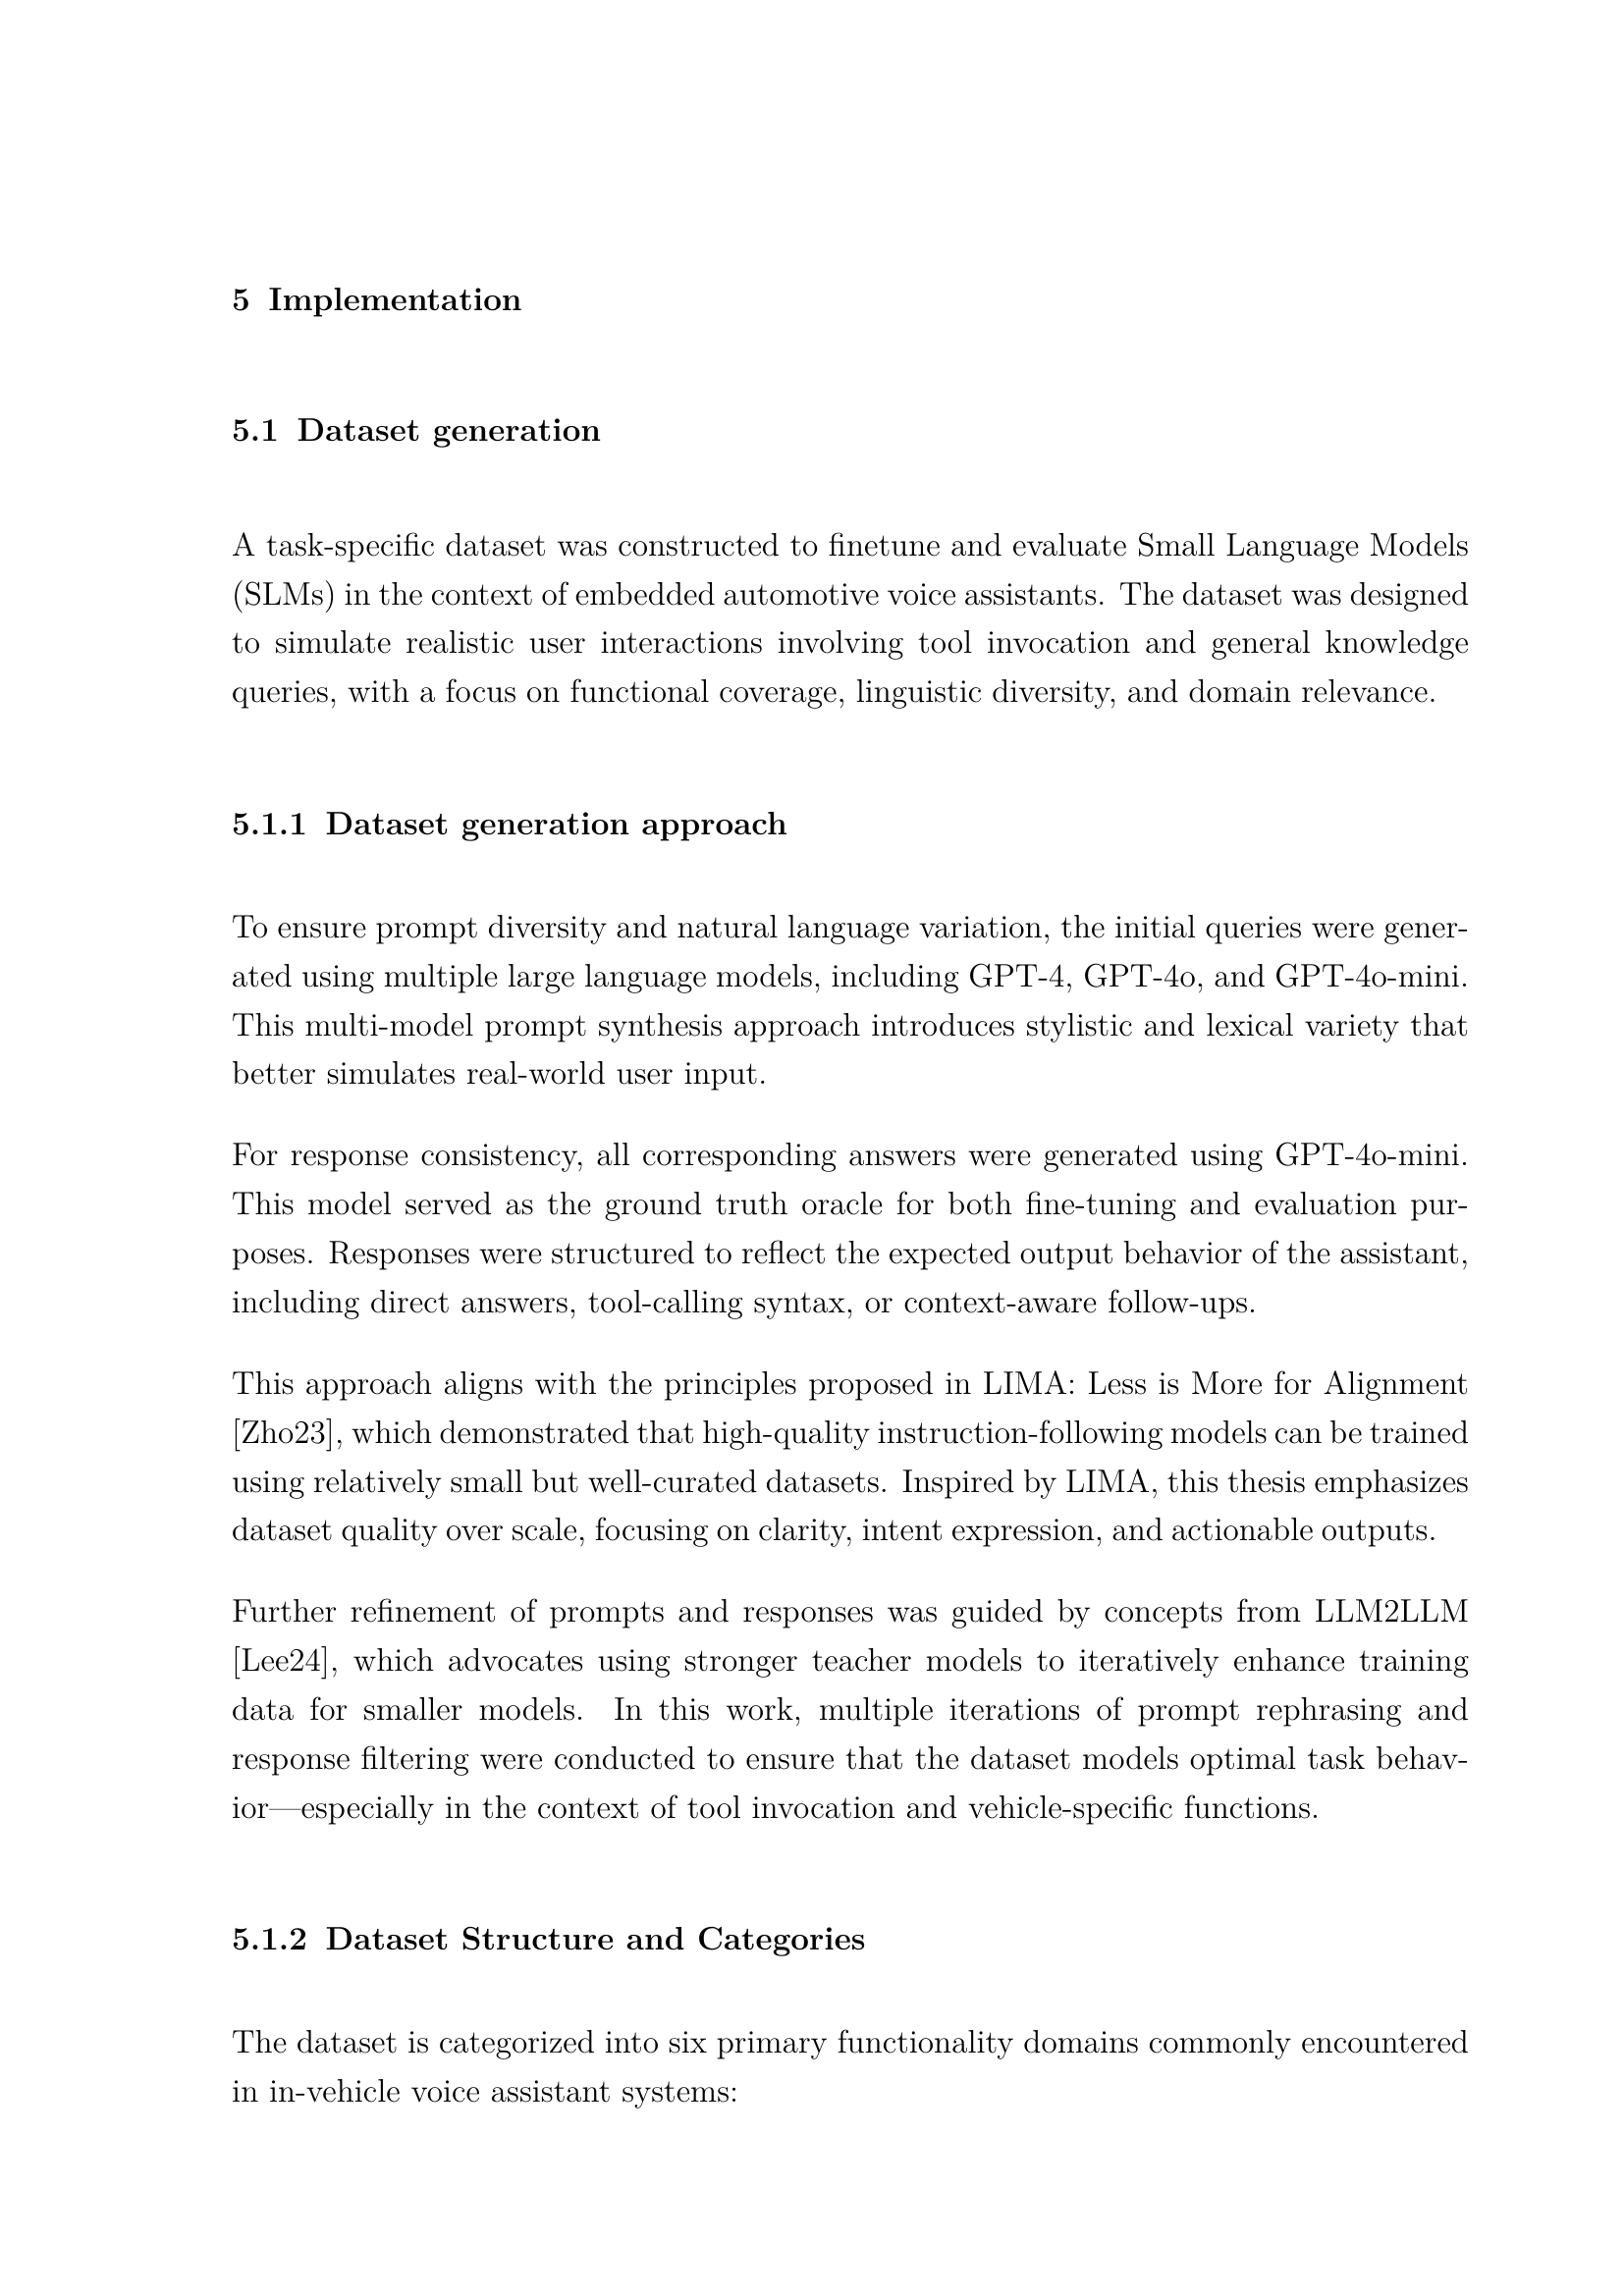 5 Implementation
5.1 Dataset generation
A task-specific dataset was constructed to finetune and evaluate Small Language Models
(SLMs) in the context of embedded automotive voice assistants. The dataset was designed
to simulate realistic user interactions involving tool invocation and general knowledge
queries, with a focus on functional coverage, linguistic diversity, and domain relevance.
5.1.1 Dataset generation approach
To ensure prompt diversity and natural language variation, the initial queries were gener-
ated using multiple large language models, including GPT-4, GPT-4o, and GPT-4o-mini.
This multi-model prompt synthesis approach introduces stylistic and lexical variety that
better simulates real-world user input.
For response consistency, all corresponding answers were generated using GPT-4o-mini.
This model served as the ground truth oracle for both fine-tuning and evaluation pur-
poses. Responses were structured to reflect the expected output behavior of the assistant,
including direct answers, tool-calling syntax, or context-aware follow-ups.
This approach aligns with the principles proposed in LIMA: Less is More for Alignment
[Zho23], which demonstrated that high-quality instruction-following models can be trained
using relatively small but well-curated datasets. Inspired by LIMA, this thesis emphasizes
dataset quality over scale, focusing on clarity, intent expression, and actionable outputs.
Further refinement of prompts and responses was guided by concepts from LLM2LLM
[Lee24], which advocates using stronger teacher models to iteratively enhance training
data for smaller models. In this work, multiple iterations of prompt rephrasing and
response filtering were conducted to ensure that the dataset models optimal task behav-
ior—especially in the context of tool invocation and vehicle-specific functions.
5.1.2 Dataset Structure and Categories
The dataset is categorized into six primary functionality domains commonly encountered
in in-vehicle voice assistant systems: